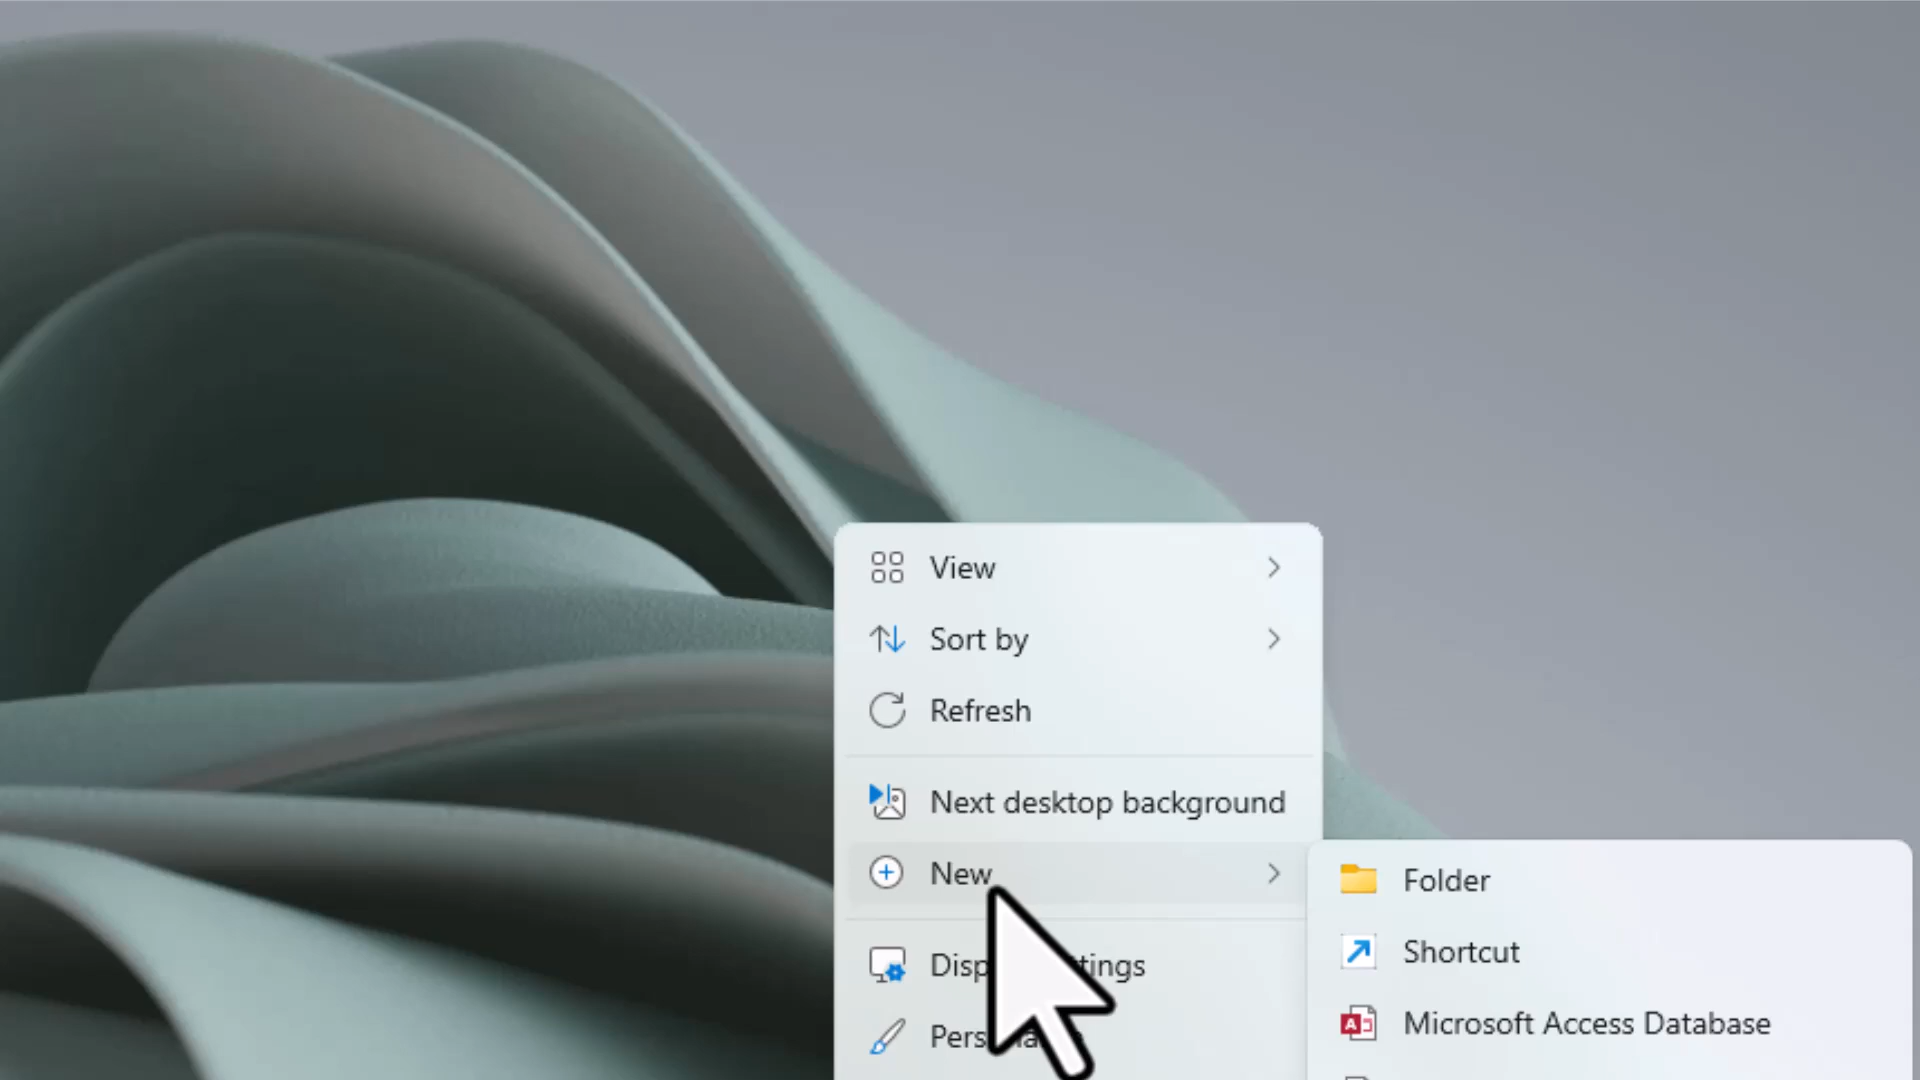 View
Sort by
Refresh
Next desktop background
New
Folder
Shortcut
Microsoft Access Database